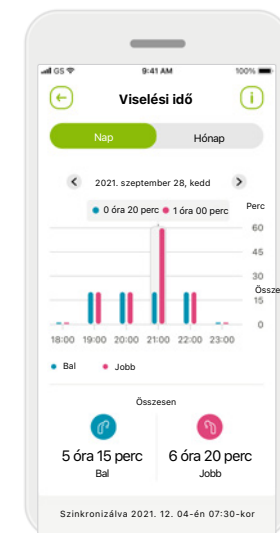 GS 9:41 AM 100%
Viselési idő
Nap Hónap
2021. szeptember 28, kedd
0 óra 20 perc 1 óra 00 perc Perc
60
45
30
Össze
15
0
18:00 19:00 20:00 21:00 22:00 23:00
Bal Jobb
Összesen
5 óra 15 perc 6 óra 20 perc
Bal Jobb
Szinkronizálva 2021. 12. 04-én 07:30-kor